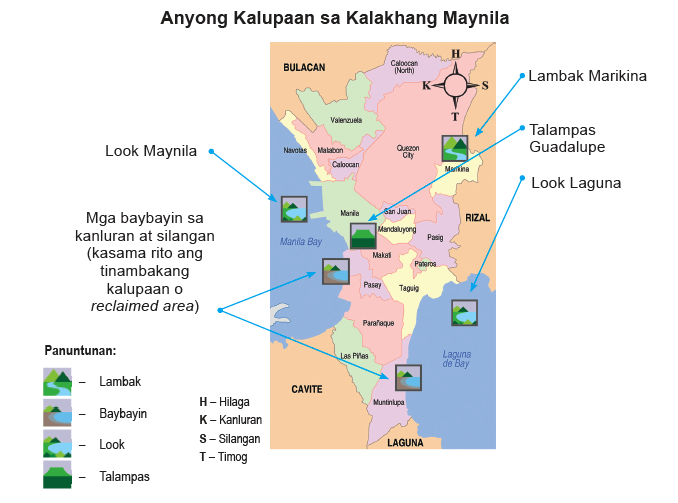 Anyong Kalupaan sa Kalakhang Maynila
BULACAN
Caloocan
(North)
H
K
S
T
Lambak Marikina
Valenzuela
Talampas
Guadalupe
Navotas
Malabon
Quezon
City
Look Maynila
Caloocan
Marikina
Look Laguna
Mga baybayin sa
kanluran at silangan
(kasama rito ang
tinambakang
kalupaan o
reclaimed area)
Manila
San Juan
RIZAL
Mandaluyong
Pasig
Manila Bay
Makati
Pateros
Pasay
Taguig
Parañaque
Las Piñas
Laguna
de Bay
Muntinlupa
CAVITE
LAGUNA
Panuntunan:
– Lambak
– Baybayin
– Look
– Talampas
H – Hilaga
K – Kanluran
S – Silangan
T – Timog